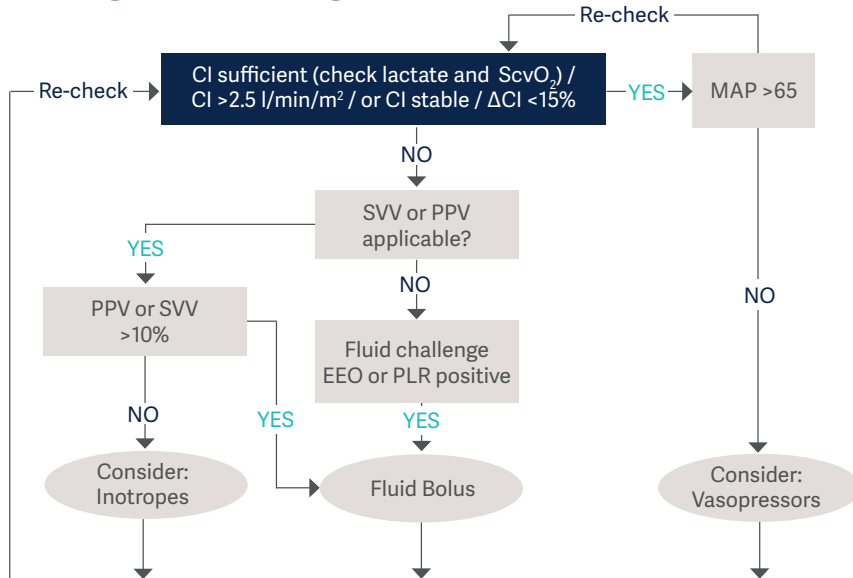 Re-check
Re-check
CI sufficient (check lactate and ScvO₂) /
CI >2.5 l/min/m² / or CI stable / ΔCI <15%
YES
MAP >65
NO
SVV or PPV
applicable?
YES
NO
NO
PPV or SVV
>10%
Fluid challenge
EEO or PLR positive
NO
YES
YES
Consider:
Inotropes
Fluid Bolus
Consider:
Vasopressors